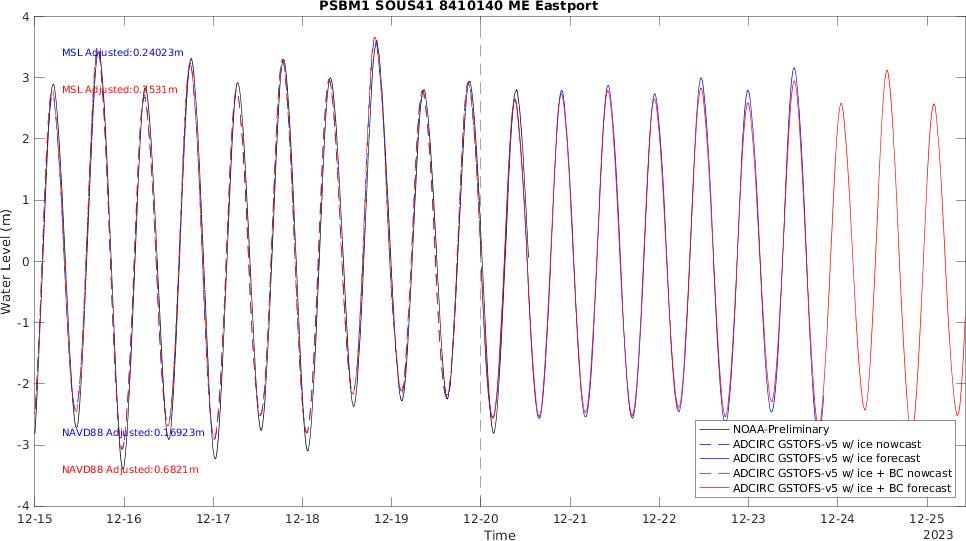 PSBM1 SOUS41 8410140 ME Eastport
4
3
2
1
0
-1
-2
-3
-4
Water Level (m)
MSL Adjusted:0.24023m
MSL Adjusted:0.7531m
NAVD88 Adjusted:0.16923m
NAVD88 Adjusted:0.6821m
NOAA-Preliminary
ADCIRC GSTOFS-v5 w/ ice nowcast
ADCIRC GSTOFS-v5 w/ ice forecast
ADCIRC GSTOFS-v5 w/ ice + BC nowcast
ADCIRC GSTOFS-v5 w/ ice + BC forecast
12-15 12-16 12-17 12-18 12-19 12-20 12-21 12-22 12-23 12-24 12-25
Time
2023